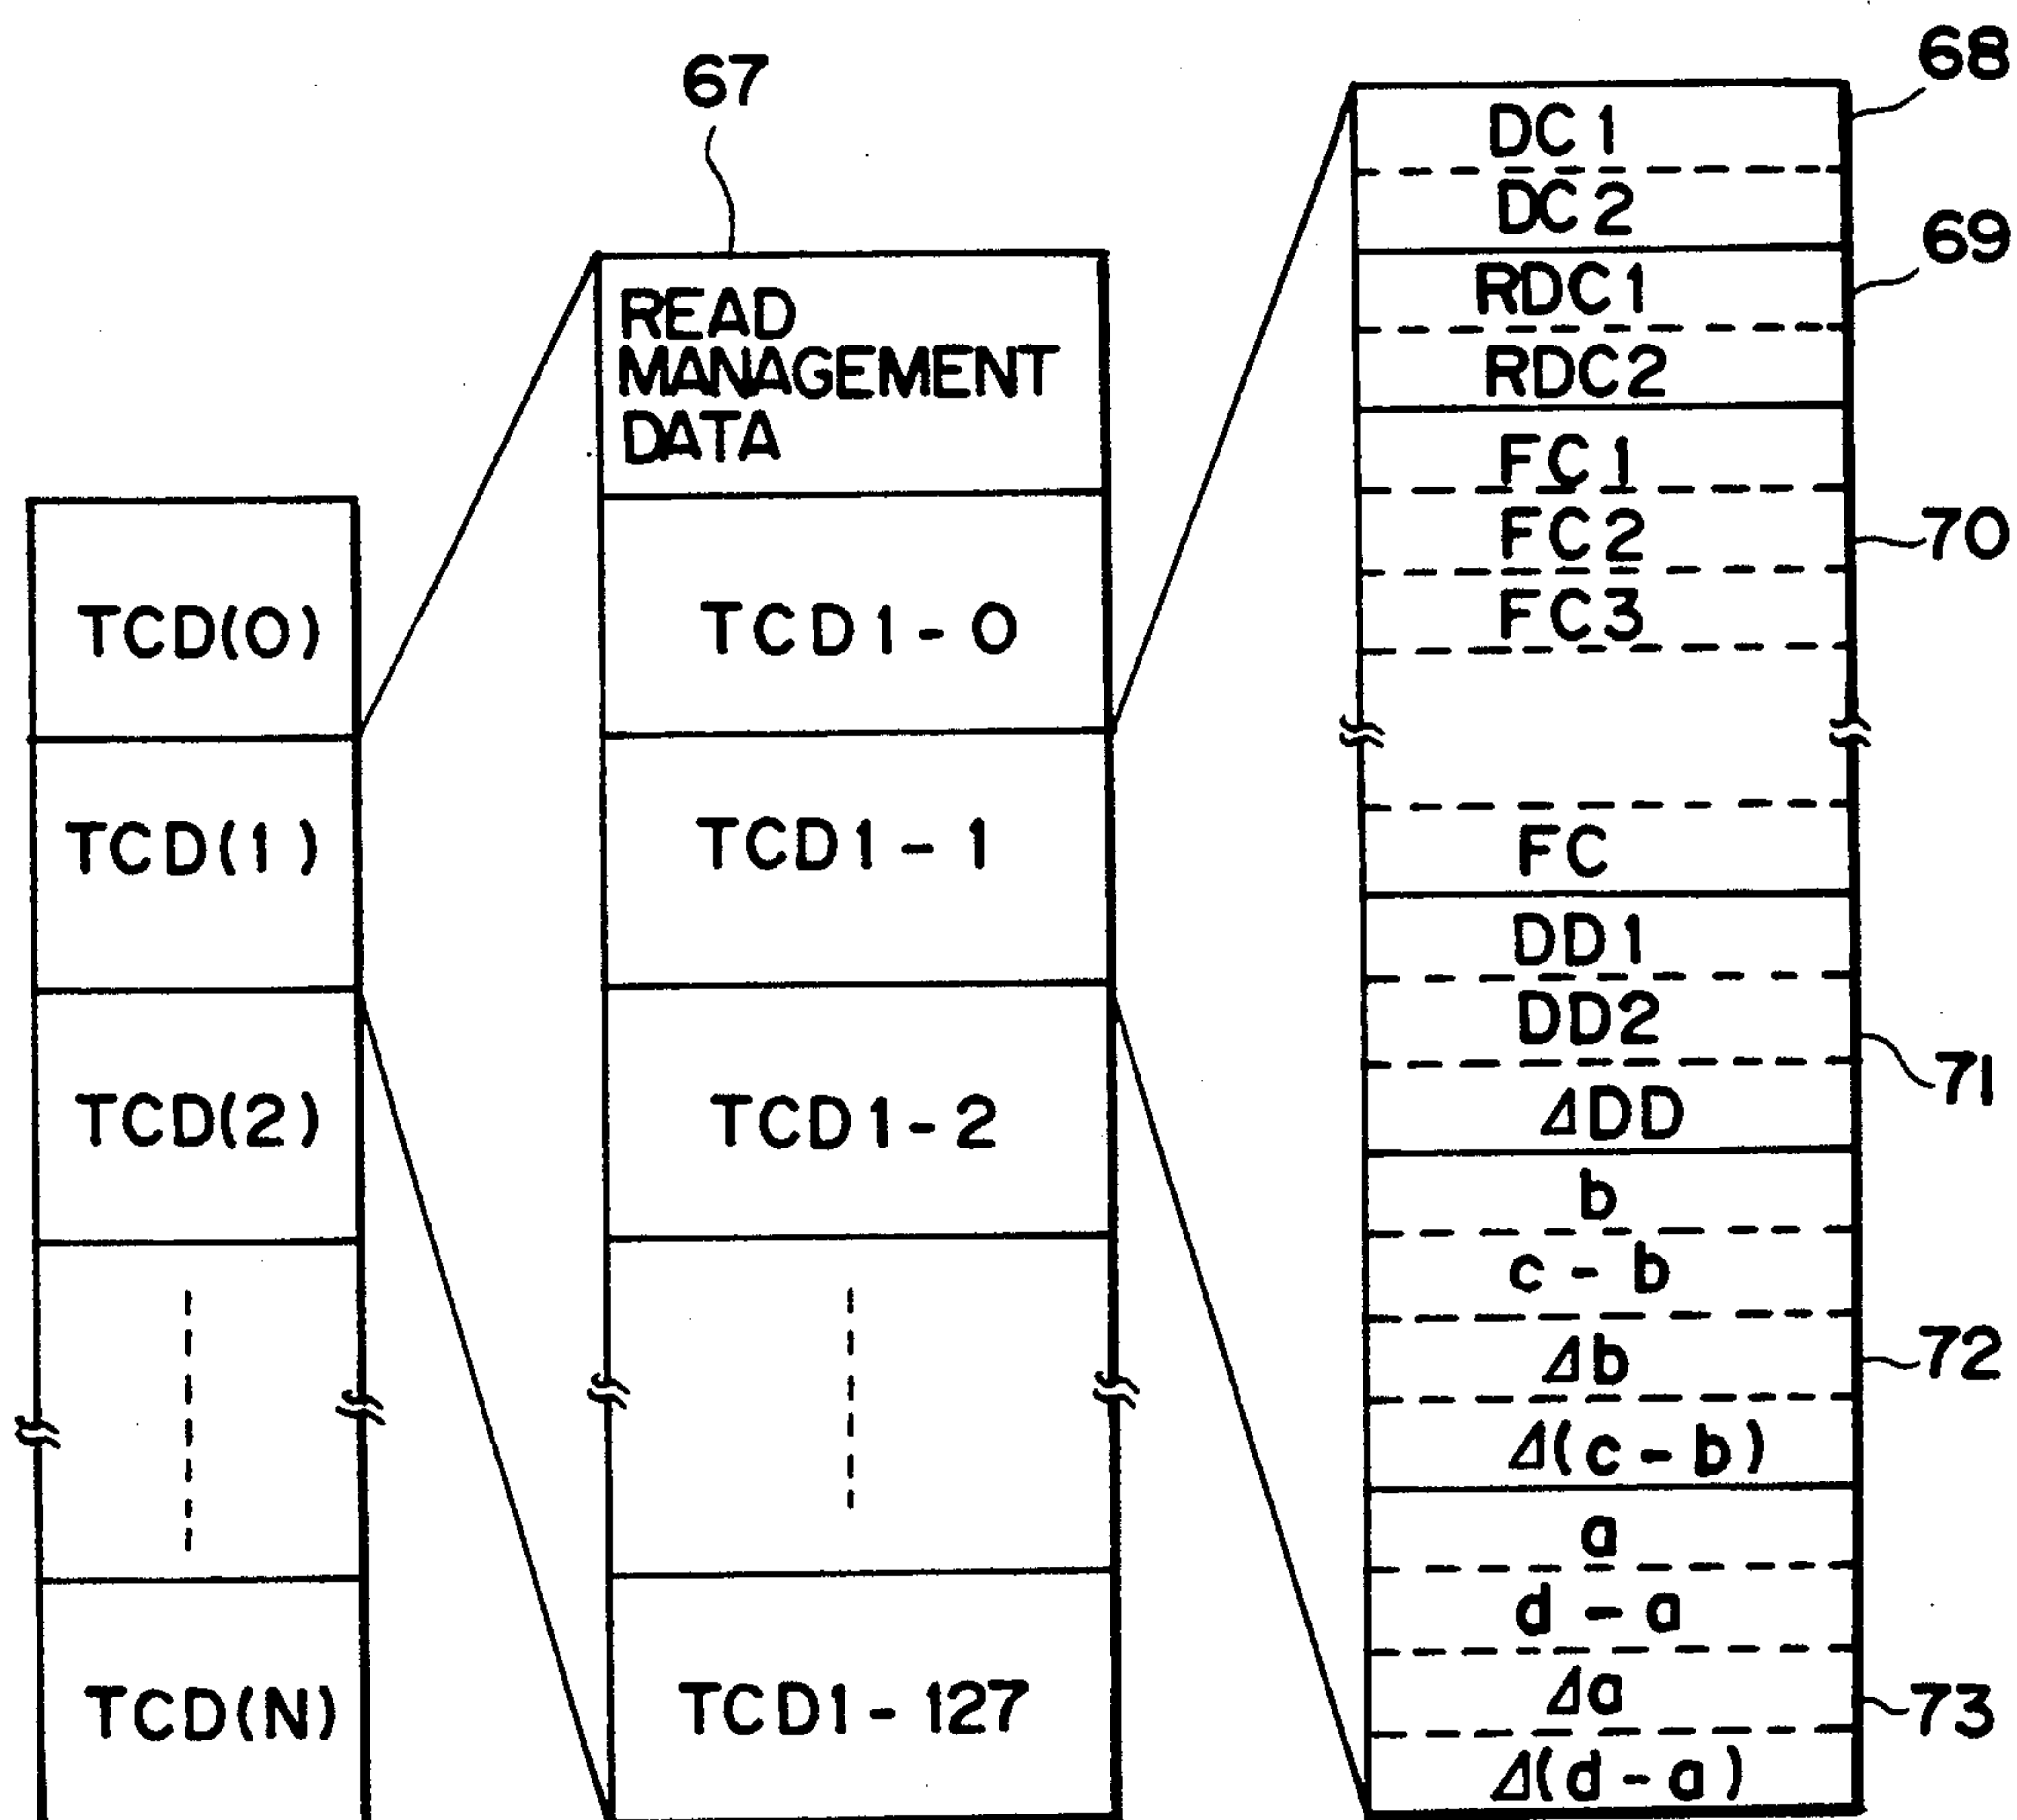 TCD(0)
TCD(1)
TCD(2)
TCD(N)
67
READ
MANAGEMENT
DATA
TCD1-0
TCD1-1
TCD1-2
TCD1-127
DC1
DC2
68
RDC1
RDC2
69
FC1
FC2
FC3
FC
70
DD1
DD2
ΔDD
71
b
c-b
Δb
Δ(c-b)
72
a
d-a
Δa
Δ(d-a)
73